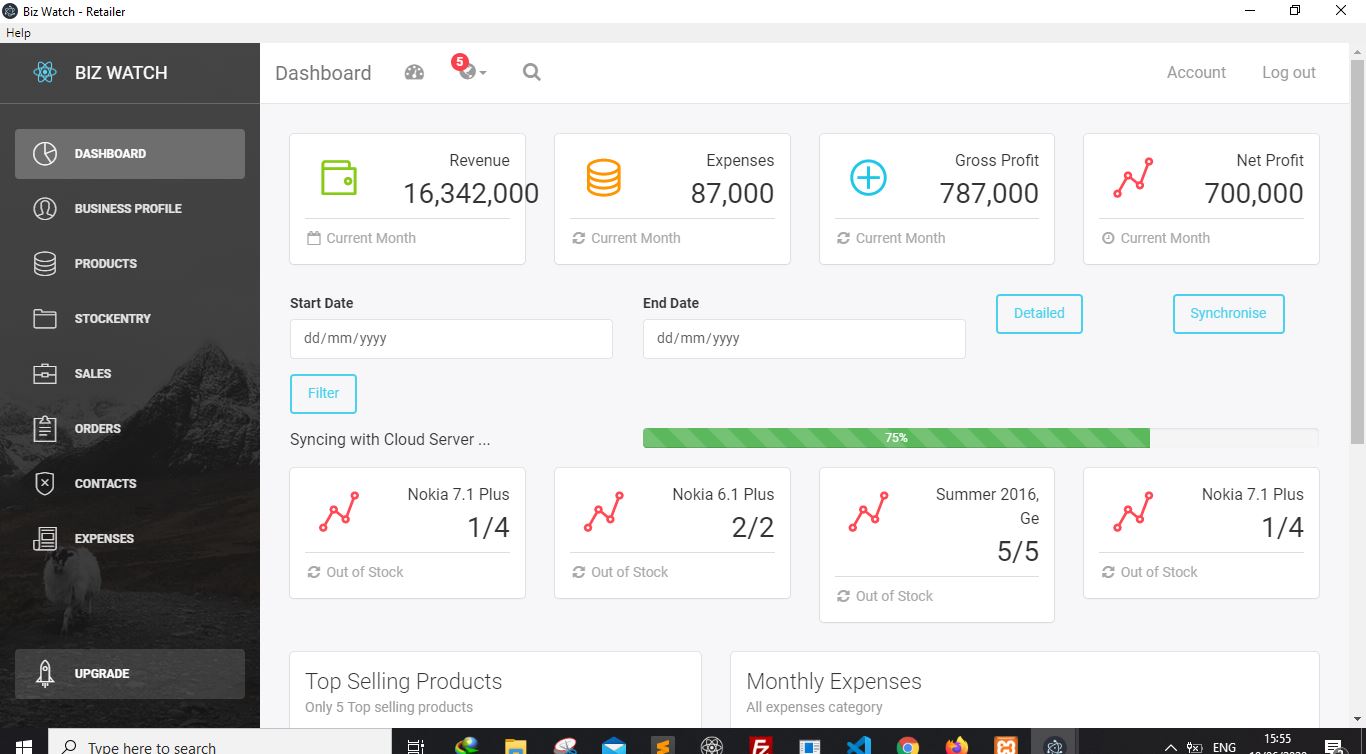 Biz Watch - Retailer
Help
BIZ WATCH
Dashboard
5
Account
Log out
DASHBOARD
BUSINESS PROFILE
PRODUCTS
STOCKENTRY
SALES
ORDERS
CONTACTS
EXPENSES
UPGRADE
Revenue
16,342,000
Current Month
Expenses
87,000
Current Month
Gross Profit
787,000
Current Month
Net Profit
700,000
Current Month
Start Date
dd/mm/yyyy
End Date
dd/mm/yyyy
Detailed
Synchronise
Filter
Syncing with Cloud Server ...
75%
Nokia 7.1 Plus
1/4
Out of Stock
Nokia 6.1 Plus
2/2
Out of Stock
Summer 2016,
Ge
5/5
Out of Stock
Nokia 7.1 Plus
1/4
Out of Stock
Top Selling Products
Only 5 Top selling products
Monthly Expenses
All expenses category
Type here to search
ENG
15:55